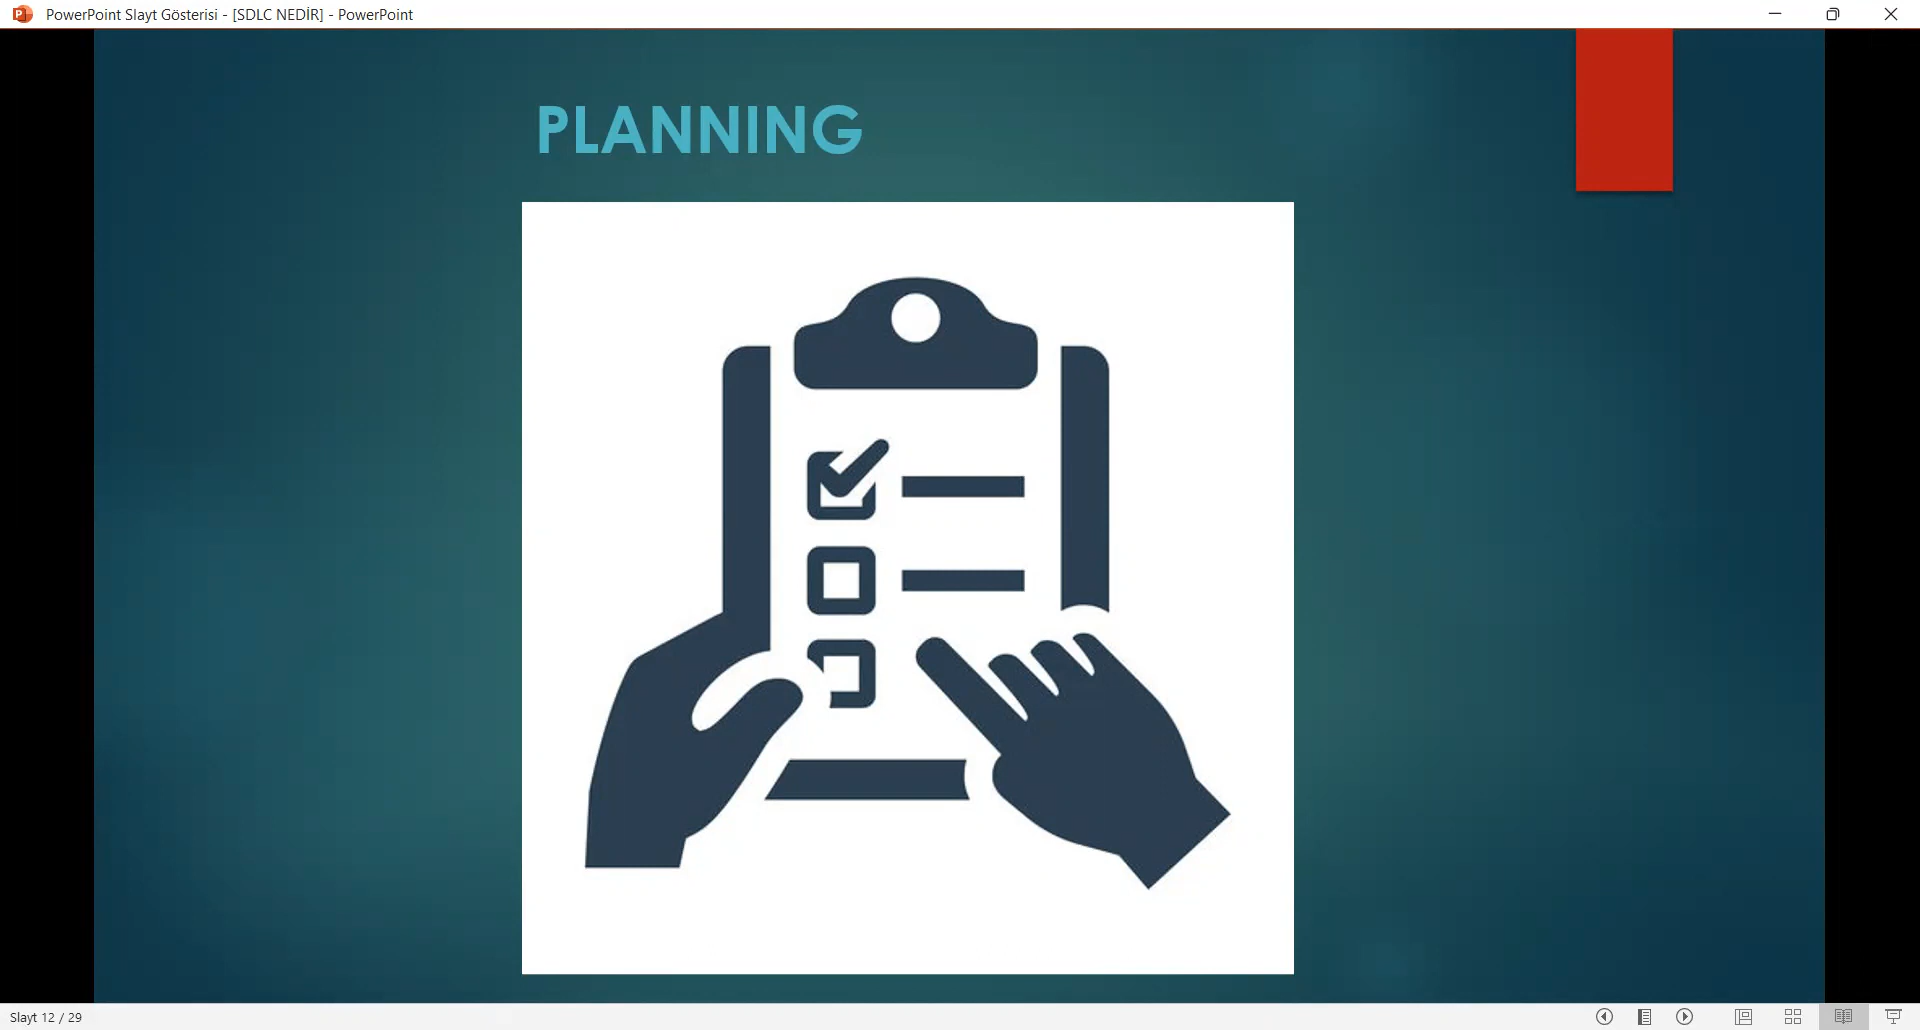 PowerPoint Slayt Gösterisi - [SDLC NEDİR] - PowerPoint
PLANNING
Slayt 12 / 29